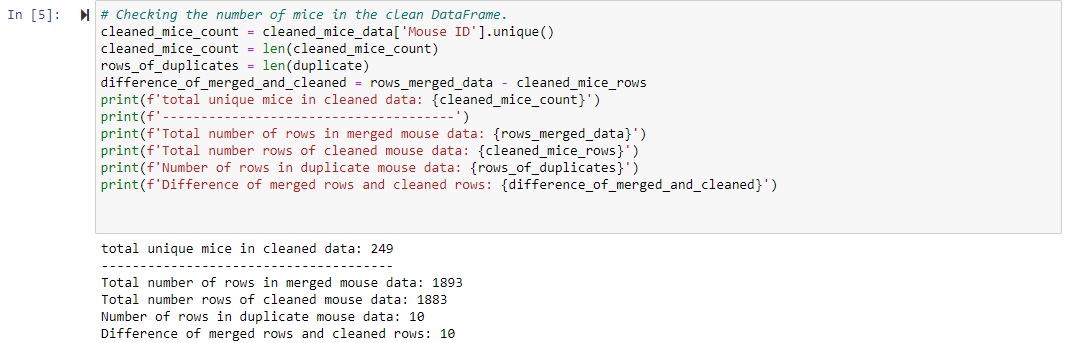 In [5]:
# Checking the number of mice in the clean DataFrame.
cleaned_mice_count = cleaned_mice_data['Mouse ID'].unique()
cleaned_mice_count = len(cleaned_mice_count)
rows_of_duplicates = len(duplicate)
difference_of_merged_and_cleaned = rows_merged_data - cleaned_mice_rows
print(f'total unique mice in cleaned data: {cleaned_mice_count}')
print(f'--------------------------------------')
print(f'Total number of rows in merged mouse data: {rows_merged_data}')
print(f'Total number rows of cleaned mouse data: {cleaned_mice_rows}')
print(f'Number of rows in duplicate mouse data: {rows_of_duplicates}')
print(f'Difference of merged rows and cleaned rows: {difference_of_merged_and_cleaned}')
total unique mice in cleaned data: 249
--------------------------------------
Total number of rows in merged mouse data: 1893
Total number rows of cleaned mouse data: 1883
Number of rows in duplicate mouse data: 10
Difference of merged rows and cleaned rows: 10